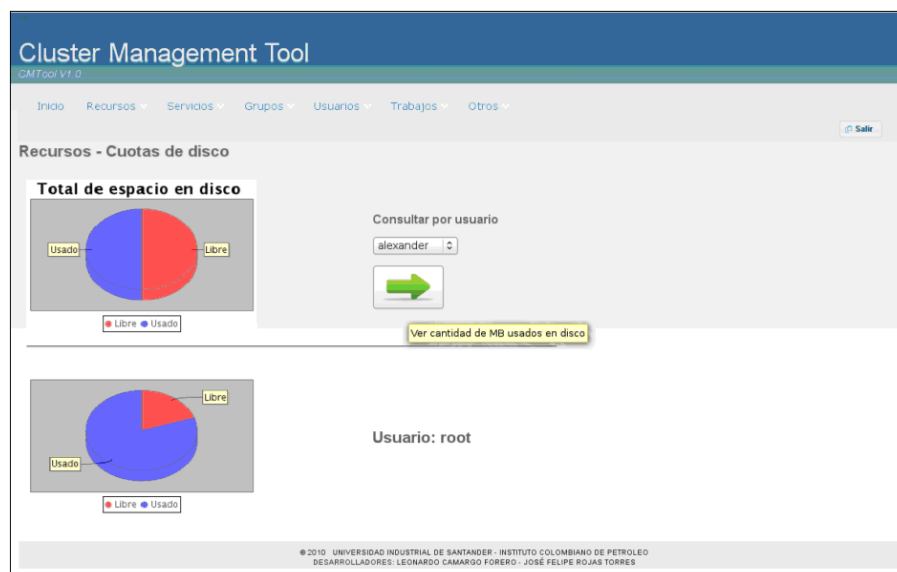 Cluster Management Tool
CMTool V1.0
Inicio Recursos Servicios Grupos Usuarios Trabajos Otros
Salir
Recursos - Cuotas de disco
Total de espacio en disco
Usado
Libre
Libre Usado
Consultar por usuario
alexander
Ver cantidad de MB usados en disco
Libre
Usado
Libre Usado
Usuario: root
© 2010 UNIVERSIDAD INDUSTRIAL DE SANTANDER - INSTITUTO COLOMBIANO DE PETROLEO
DESARROLLADORES: LEONARDO CAMARGO FORERO - JOSÉ FELIPE ROJAS TORRES